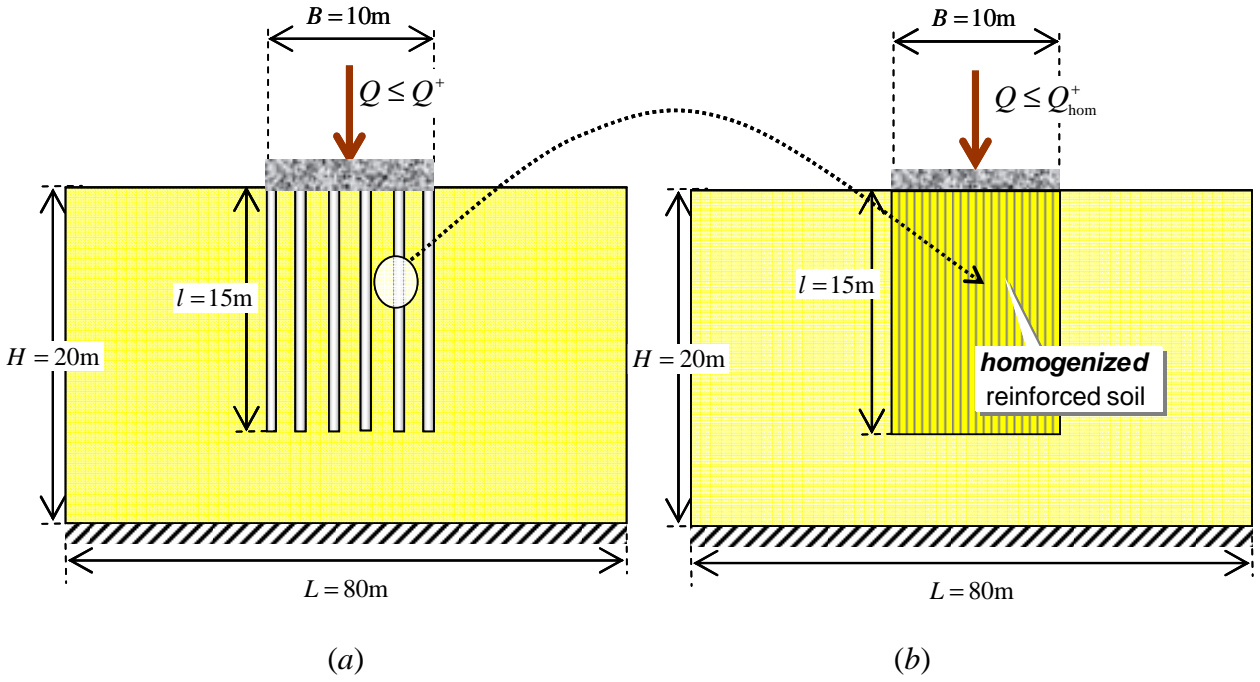 B = 10m
Q ≤ Q⁺
l = 15m
H = 20m
L = 80m
(a)
B = 10m
Q ≤ Q⁺hom
l = 15m
H = 20m
homogenized
reinforced soil
L = 80m
(b)